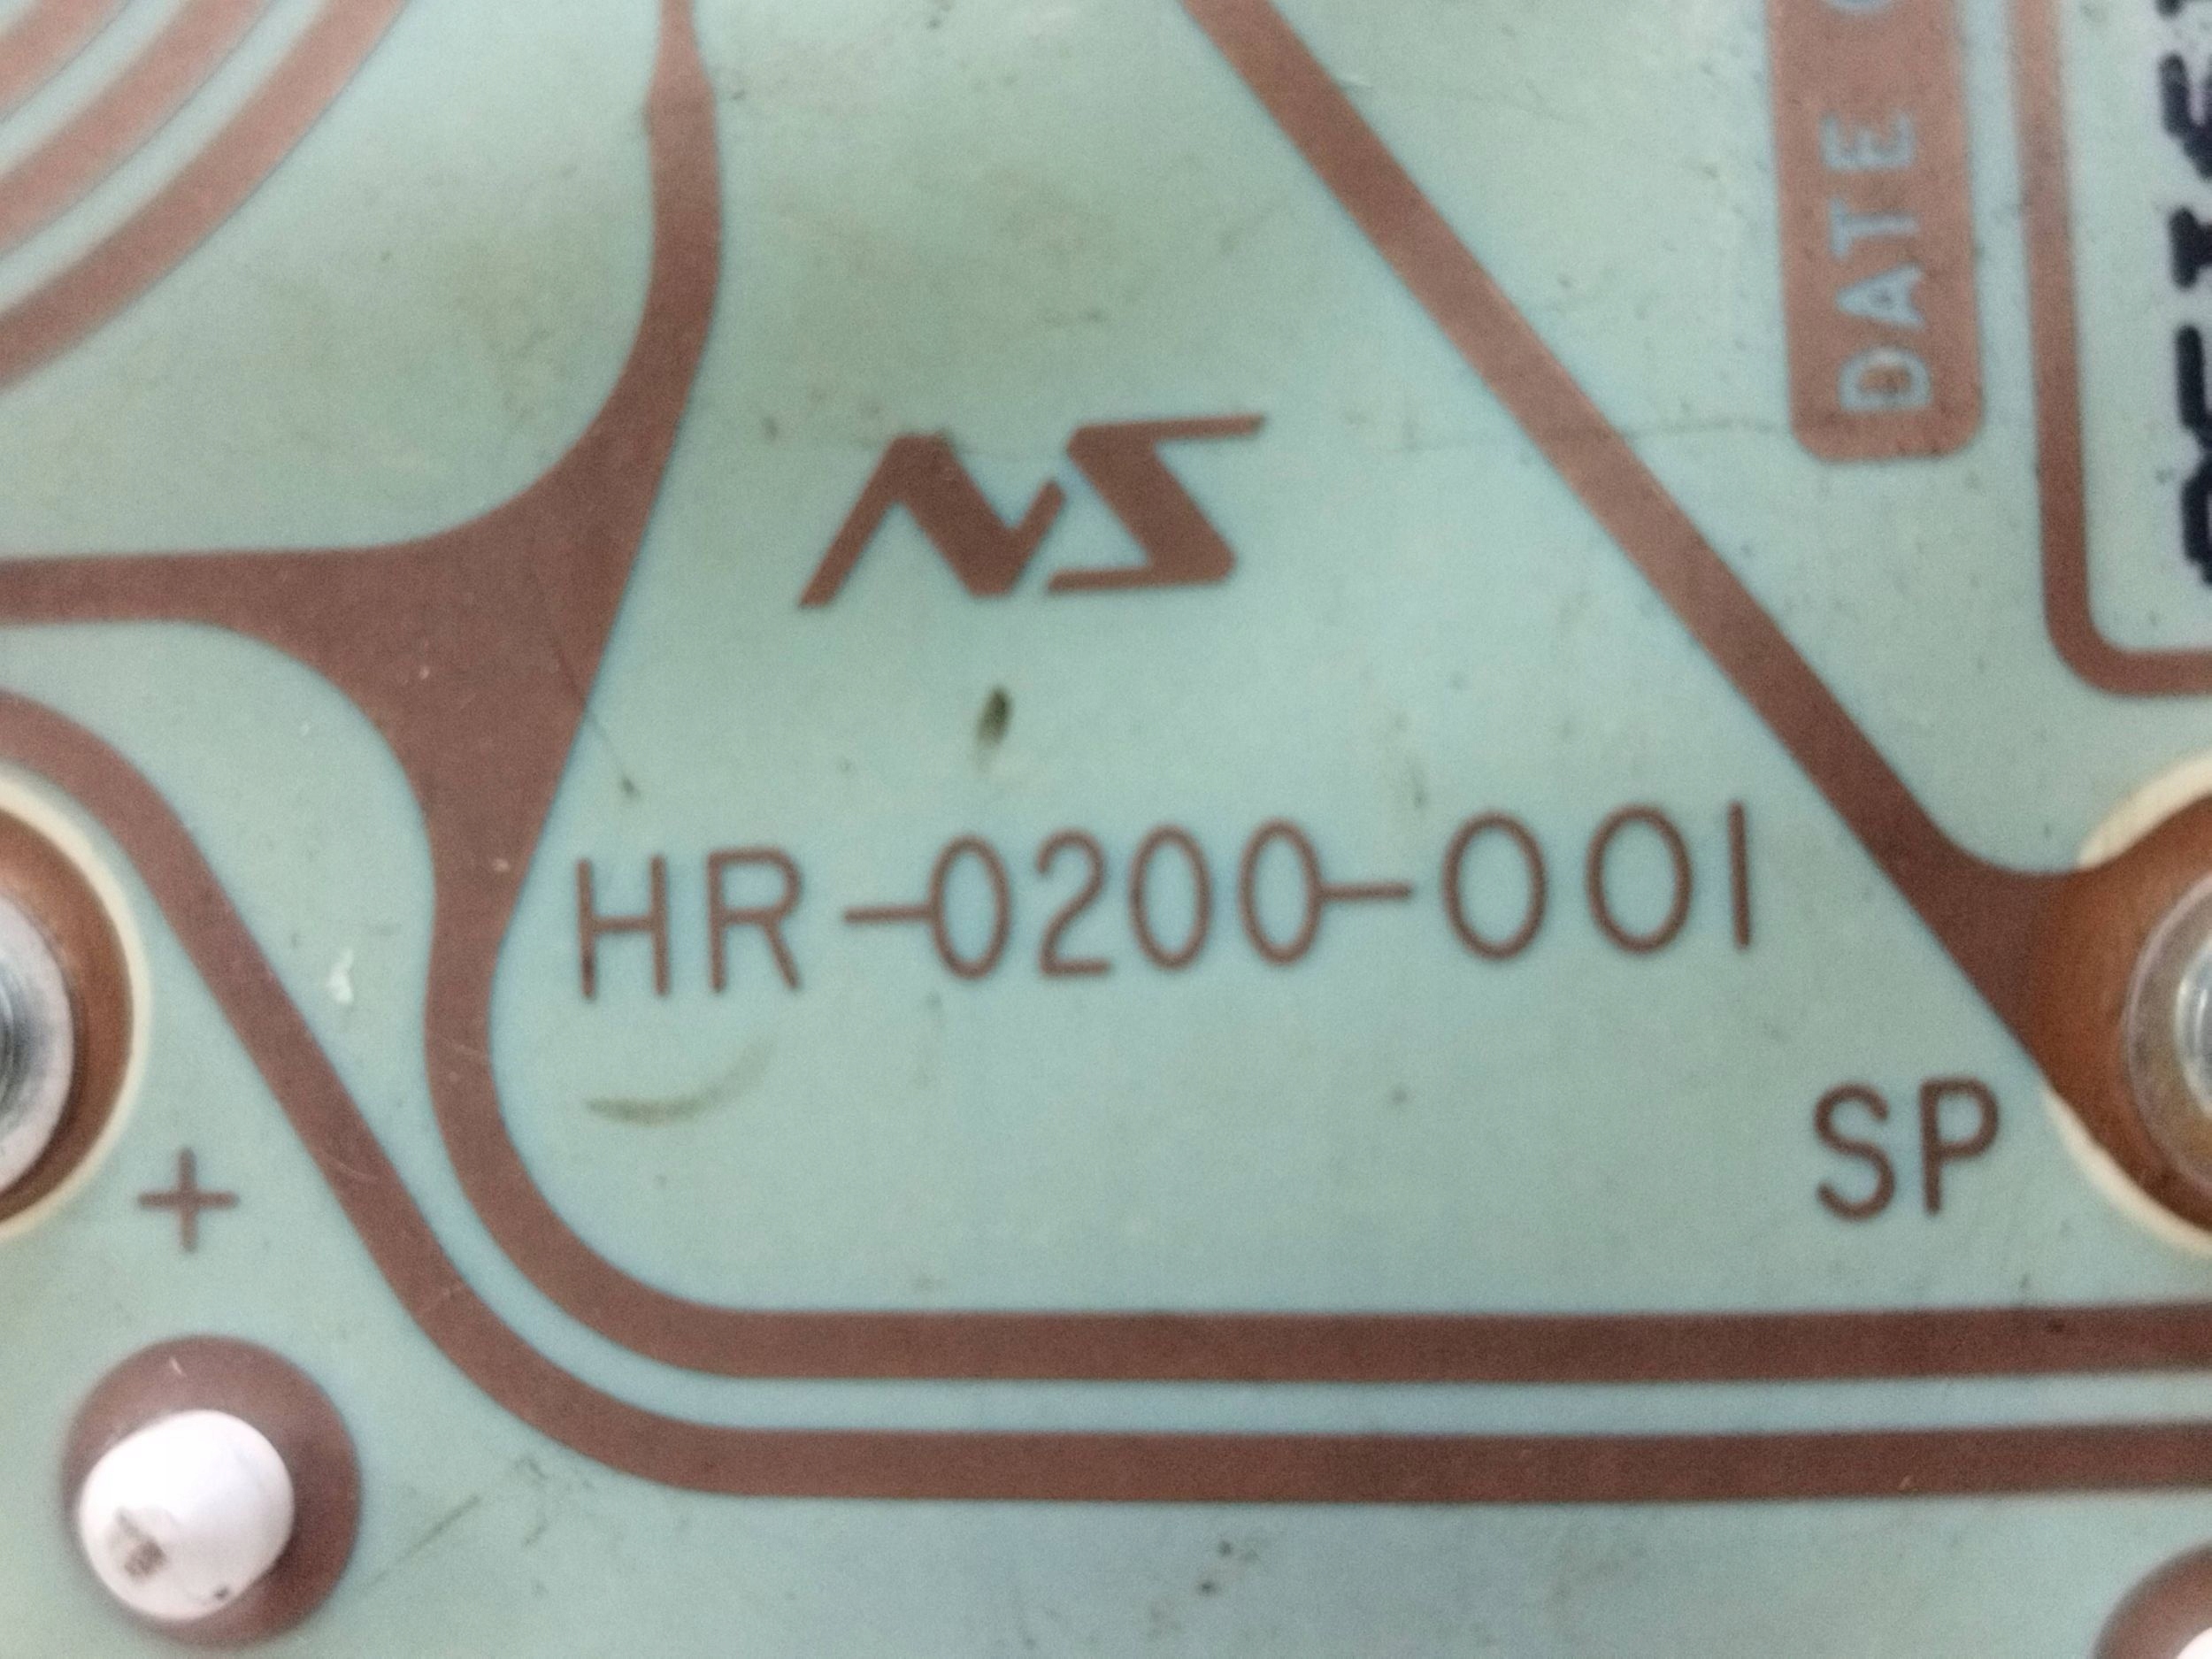 DATE
NS
HR-0200-001
SP
+